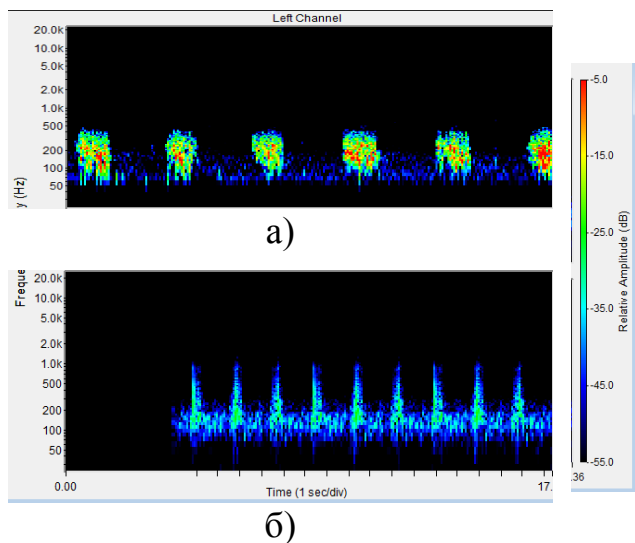 Left Channel
20.0k
10.0k
5.0k
2.0k
1.0k
500
200
100
50
y (Hz)
а)
-5.0
-15.0
-25.0
-35.0
-45.0
-55.0
Relative Amplitude (dB)
Freque
20.0k
10.0k
5.0k
2.0k
1.0k
500
200
100
50
0.00
Time (1 sec/div)
17.
.36
б)